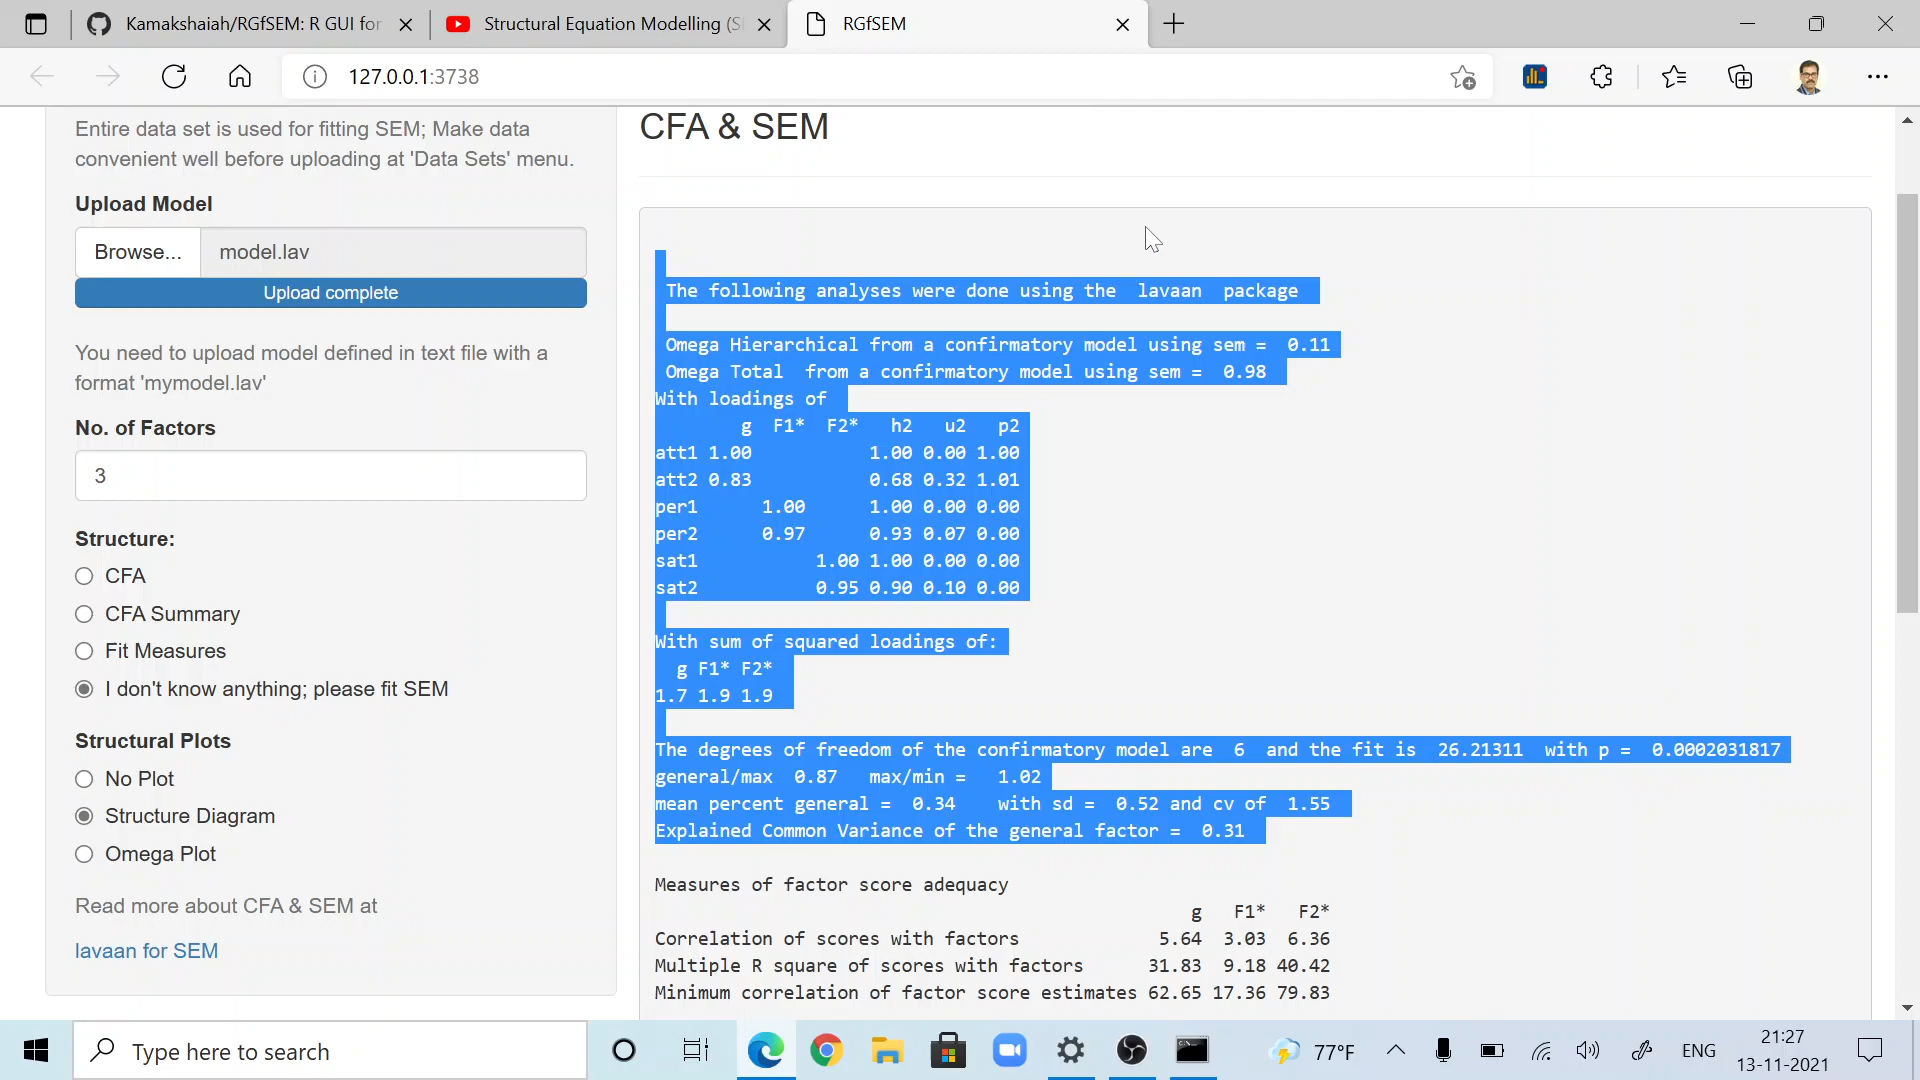 Kamakshaiah/RGfSEM: R GUI for
Structural Equation Modelling (S
RGfSEM
127.0.0.1:3738
Entire data set is used for fitting SEM; Make data
convenient well before uploading at 'Data Sets' menu.
Upload Model
Browse... model.lav
Upload complete
You need to upload model defined in text file with a
format 'mymodel.lav'
No. of Factors
3
Structure:
CFA
CFA Summary
Fit Measures
I don't know anything; please fit SEM
Structural Plots
No Plot
Structure Diagram
Omega Plot
Read more about CFA & SEM at
lavaan for SEM
CFA & SEM
The following analyses were done using the lavaan package
Omega Hierarchical from a confirmatory model using sem = 0.11
Omega Total from a confirmatory model using sem = 0.98
With loadings of
g F1* F2* h2 u2 p2
att1 1.00 1.00 0.00 1.00
att2 0.83 0.68 0.32 1.01
per1 1.00 1.00 0.00 0.00
per2 0.97 0.93 0.07 0.00
sat1 1.00 1.00 0.00 0.00
sat2 0.95 0.90 0.10 0.00
With sum of squared loadings of:
g F1* F2*
1.7 1.9 1.9
The degrees of freedom of the confirmatory model are 6 and the fit is 26.21311 with p = 0.0002031817
general/max 0.87 max/min = 1.02
mean percent general = 0.34 with sd = 0.52 and cv of 1.55
Explained Common Variance of the general factor = 0.31
Measures of factor score adequacy
g F1* F2*
Correlation of scores with factors 5.64 3.03 6.36
Multiple R square of scores with factors 31.83 9.18 40.42
Minimum correlation of factor score estimates 62.65 17.36 79.83
Type here to search
77°F
ENG
21:27
13-11-2021